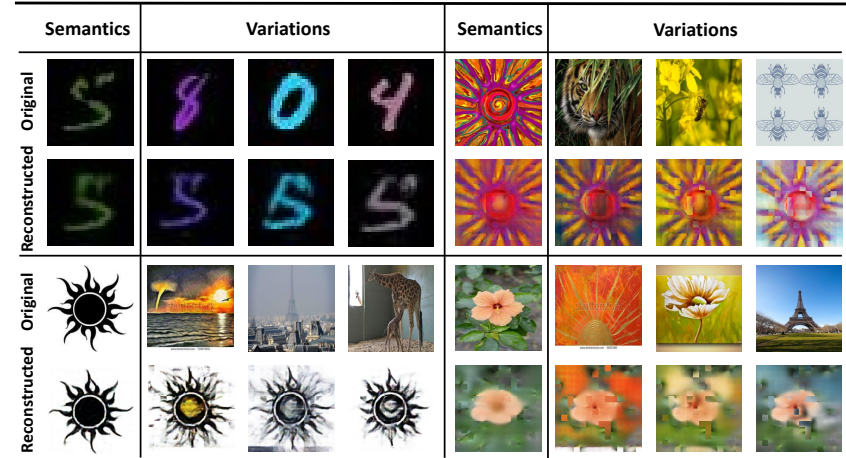 Semantics Variations Semantics Variations
Original
Reconstructed
Original
Reconstructed